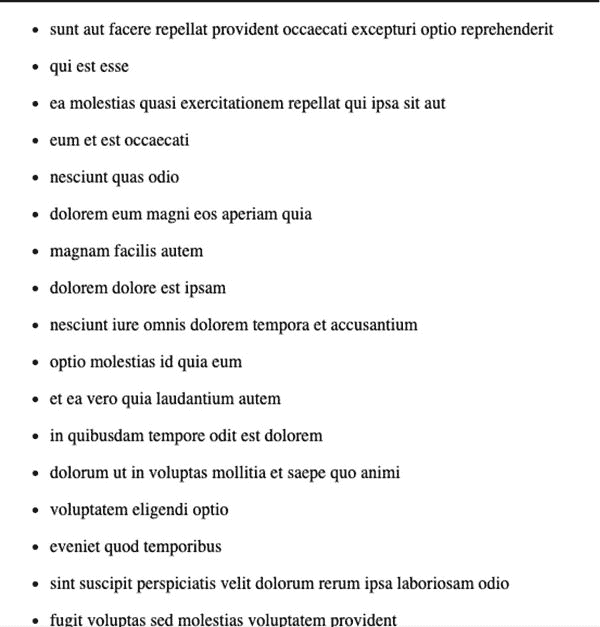 sunt aut facere repellat provident occaecati excepturi optio reprehenderit
qui est esse
ea molestias quasi exercitationem repellat qui ipsa sit aut
eum et est occaecati
nesciunt quas odio
dolorem eum magni eos aperiam quia
magnam facilis autem
dolorem dolore est ipsam
nesciunt iure omnis dolorem tempora et accusantium
optio molestias id quia eum
et ea vero quia laudantium autem
in quibusdam tempore odit est dolorem
dolorum ut in voluptas mollitia et saepe quo animi
voluptatem eligendi optio
eveniet quod temporibus
sint suscipit perspiciatis velit dolorum rerum ipsa laboriosam odio
fugit voluptas sed molestias voluptatem provident